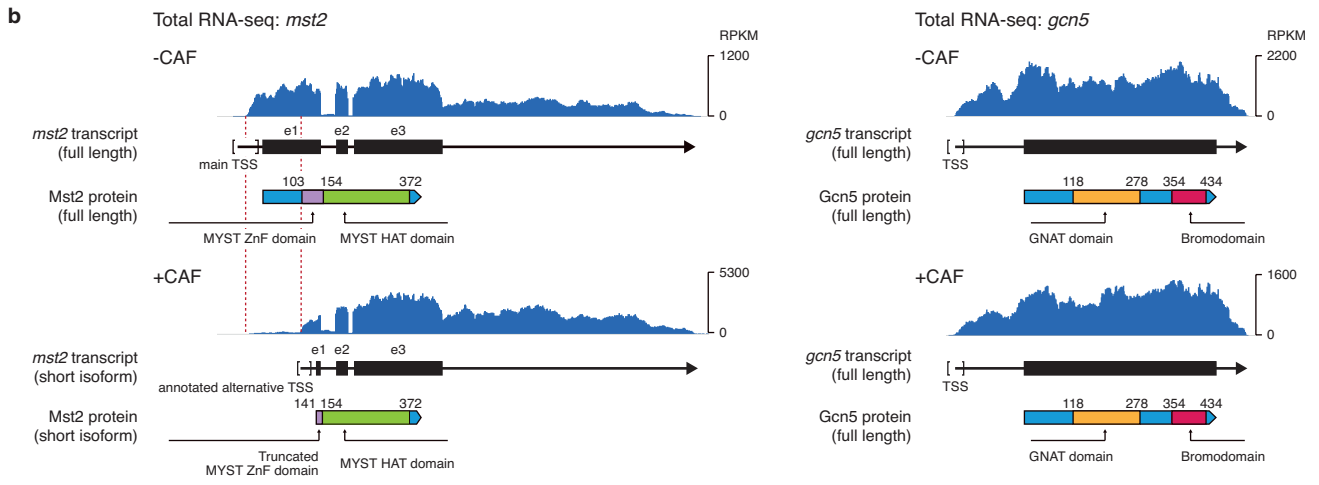 b
Total RNA-seq: mst2
-CAF
RPKM
1200
0
mst2 transcript
(full length)
e1
e2
e3
main TSS
Mst2 protein
(full length)
103
154
372
MYST ZnF domain
MYST HAT domain
+CAF
5300
0
mst2 transcript
(short isoform)
e1
e2
e3
annotated alternative TSS
Mst2 protein
(short isoform)
141
154
372
Truncated
MYST ZnF domain
MYST HAT domain
Total RNA-seq: gcn5
-CAF
RPKM
2200
0
gcn5 transcript
(full length)
TSS
Gcn5 protein
(full length)
118
278
354
434
GNAT domain
Bromodomain
+CAF
1600
0
gcn5 transcript
(full length)
TSS
Gcn5 protein
(full length)
118
278
354
434
GNAT domain
Bromodomain